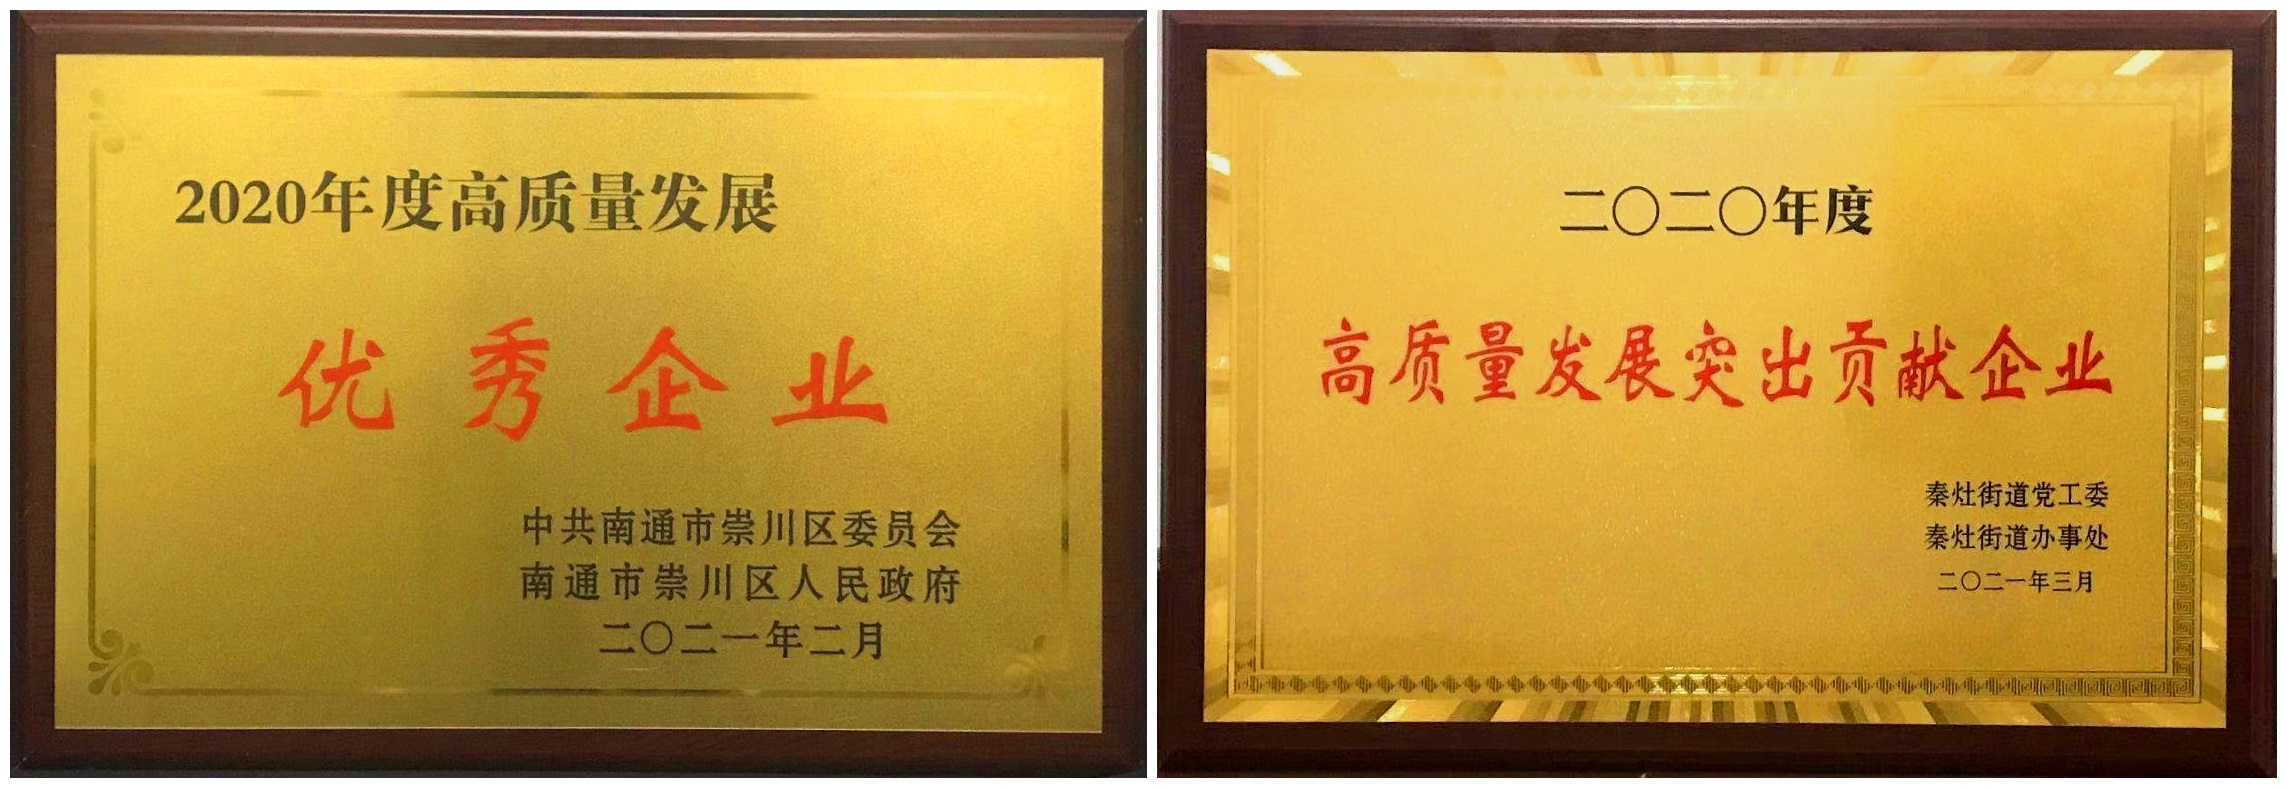 2020年度高质量发展
优秀企业
中共南通市崇川区委员会
南通市崇川区人民政府
二〇二一年二月
二〇二〇年度
高质量发展突出贡献企业
秦灶街道党工委
秦灶街道办事处
二〇二一年三月